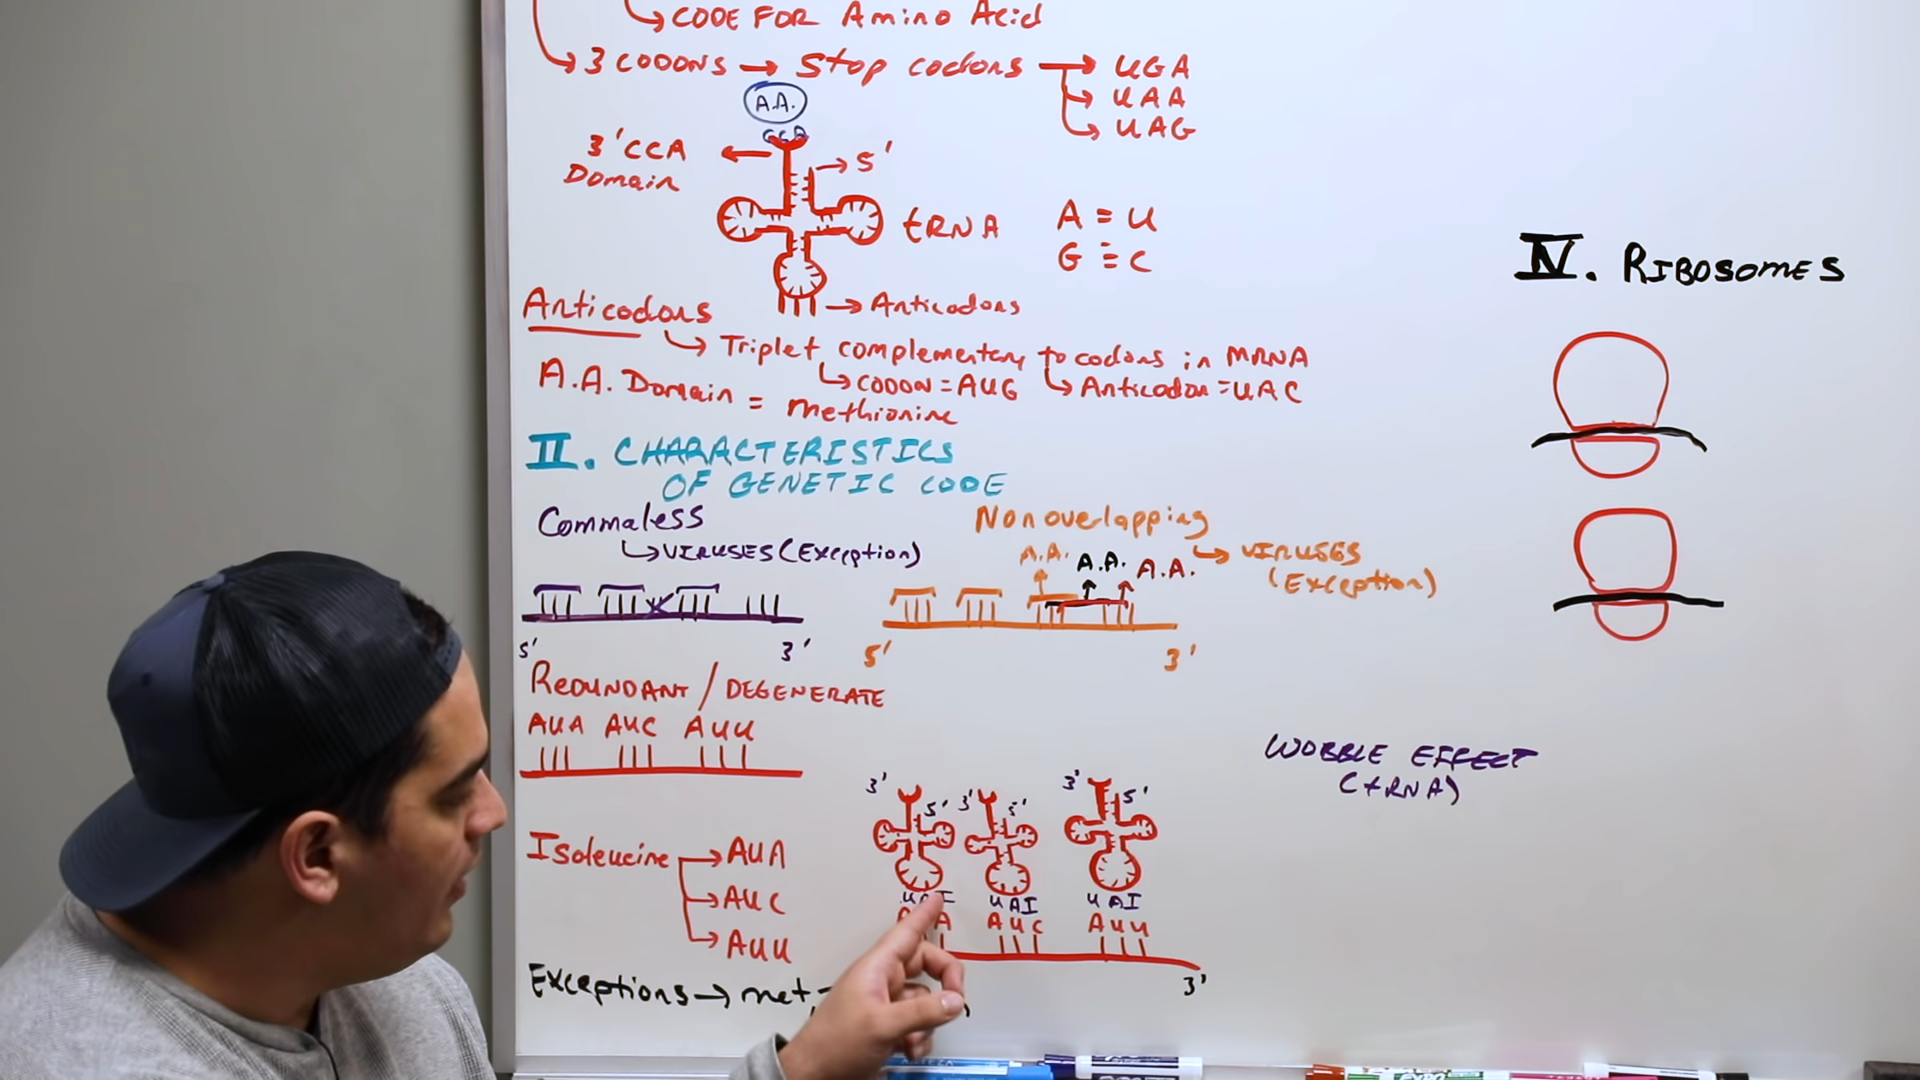 CODE FOR Amino Acid
3 CODONS → Stop codons → UGA
UAA
UAG
A.A.
CCA
3' CCA
Domain
5'
tRNA
A = U
G ≡ C
Anticodons
Anticodons
Triplet complementary to codons in MRNA
CODON = AUG
Anticodon = UAC
A.A. Domain = methionine
II. CHARACTERISTICS
OF GENETIC CODE
Commaless
VIRUSES (Exception)
5' 3'
Nonoverlapping
VIRUSES
(Exception)
A.A. A.A. A.A.
5' 3'
REDUNDANT / DEGENERATE
AUA AUC AUU
Isoleucine → AUA
AUC
AUU
3' 5' 3' 5' 3' 5'
UAI UAI UAI
AUC AUU
3'
Exceptions → met,
WOBBLE EFFECT
(tRNA)
IV. RIBOSOMES
EXPO